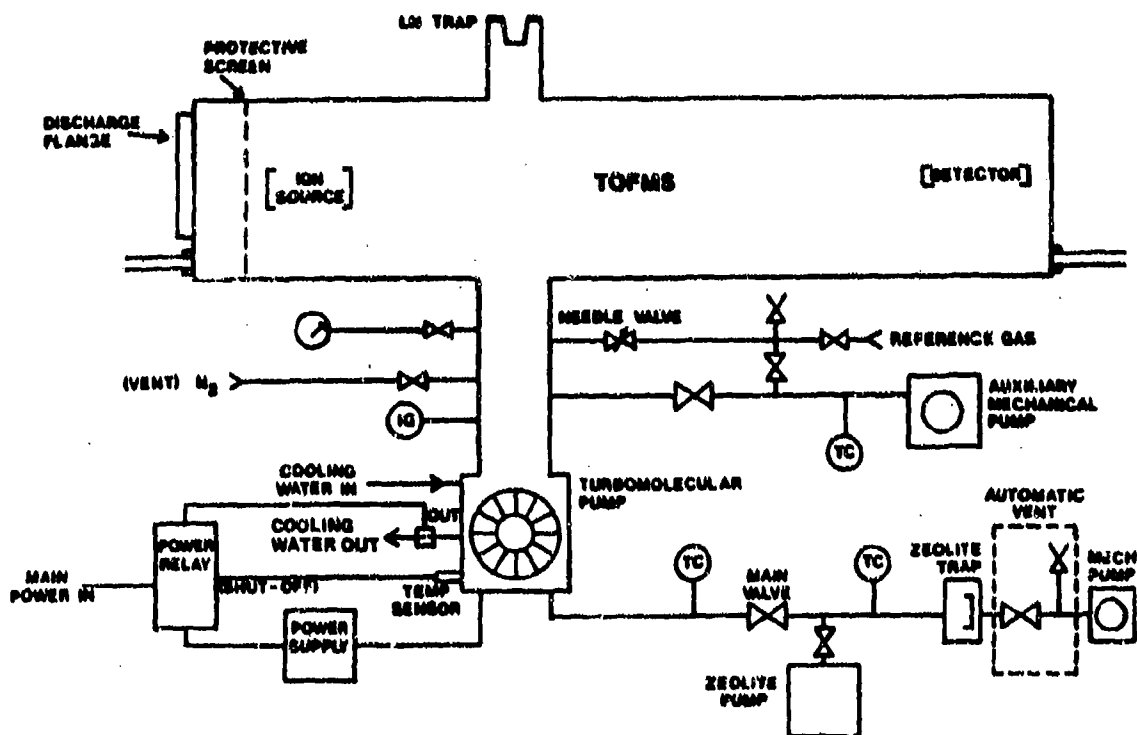 LN TRAP
PROTECTIVE
SCREEN
DISCHARGE
FLANGE
[ION
SOURCE]
TOFMS
[DETECTOR]
NEEDLE VALVE
REFERENCE GAS
(VENT) N2
IG
AUXILIARY
MECHANICAL
PUMP
TC
COOLING
WATER IN
TURBOMOLECULAR
PUMP
OUT
COOLING
WATER OUT
AUTOMATIC
VENT
POWER
RELAY
MAIN
POWER IN
(SHUT-OFF)
TEMP
SENSOR
TC
MAIN
VALVE
TC
ZEOLITE
TRAP
MECH
PUMP
POWER
SUPPLY
ZEOLITE
PUMP